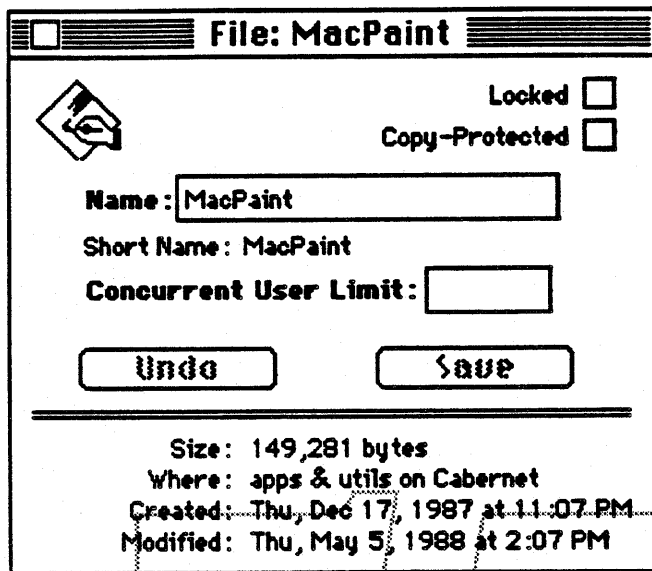 File: MacPaint
Locked
Copy-Protected
Name: MacPaint
Short Name: MacPaint
Concurrent User Limit:
Undo
Save
Size: 149,281 bytes
Where: apps & utils on Cabernet
Created: Thu, Dec 17, 1987 at 11:07 PM
Modified: Thu, May 5, 1988 at 2:07 PM